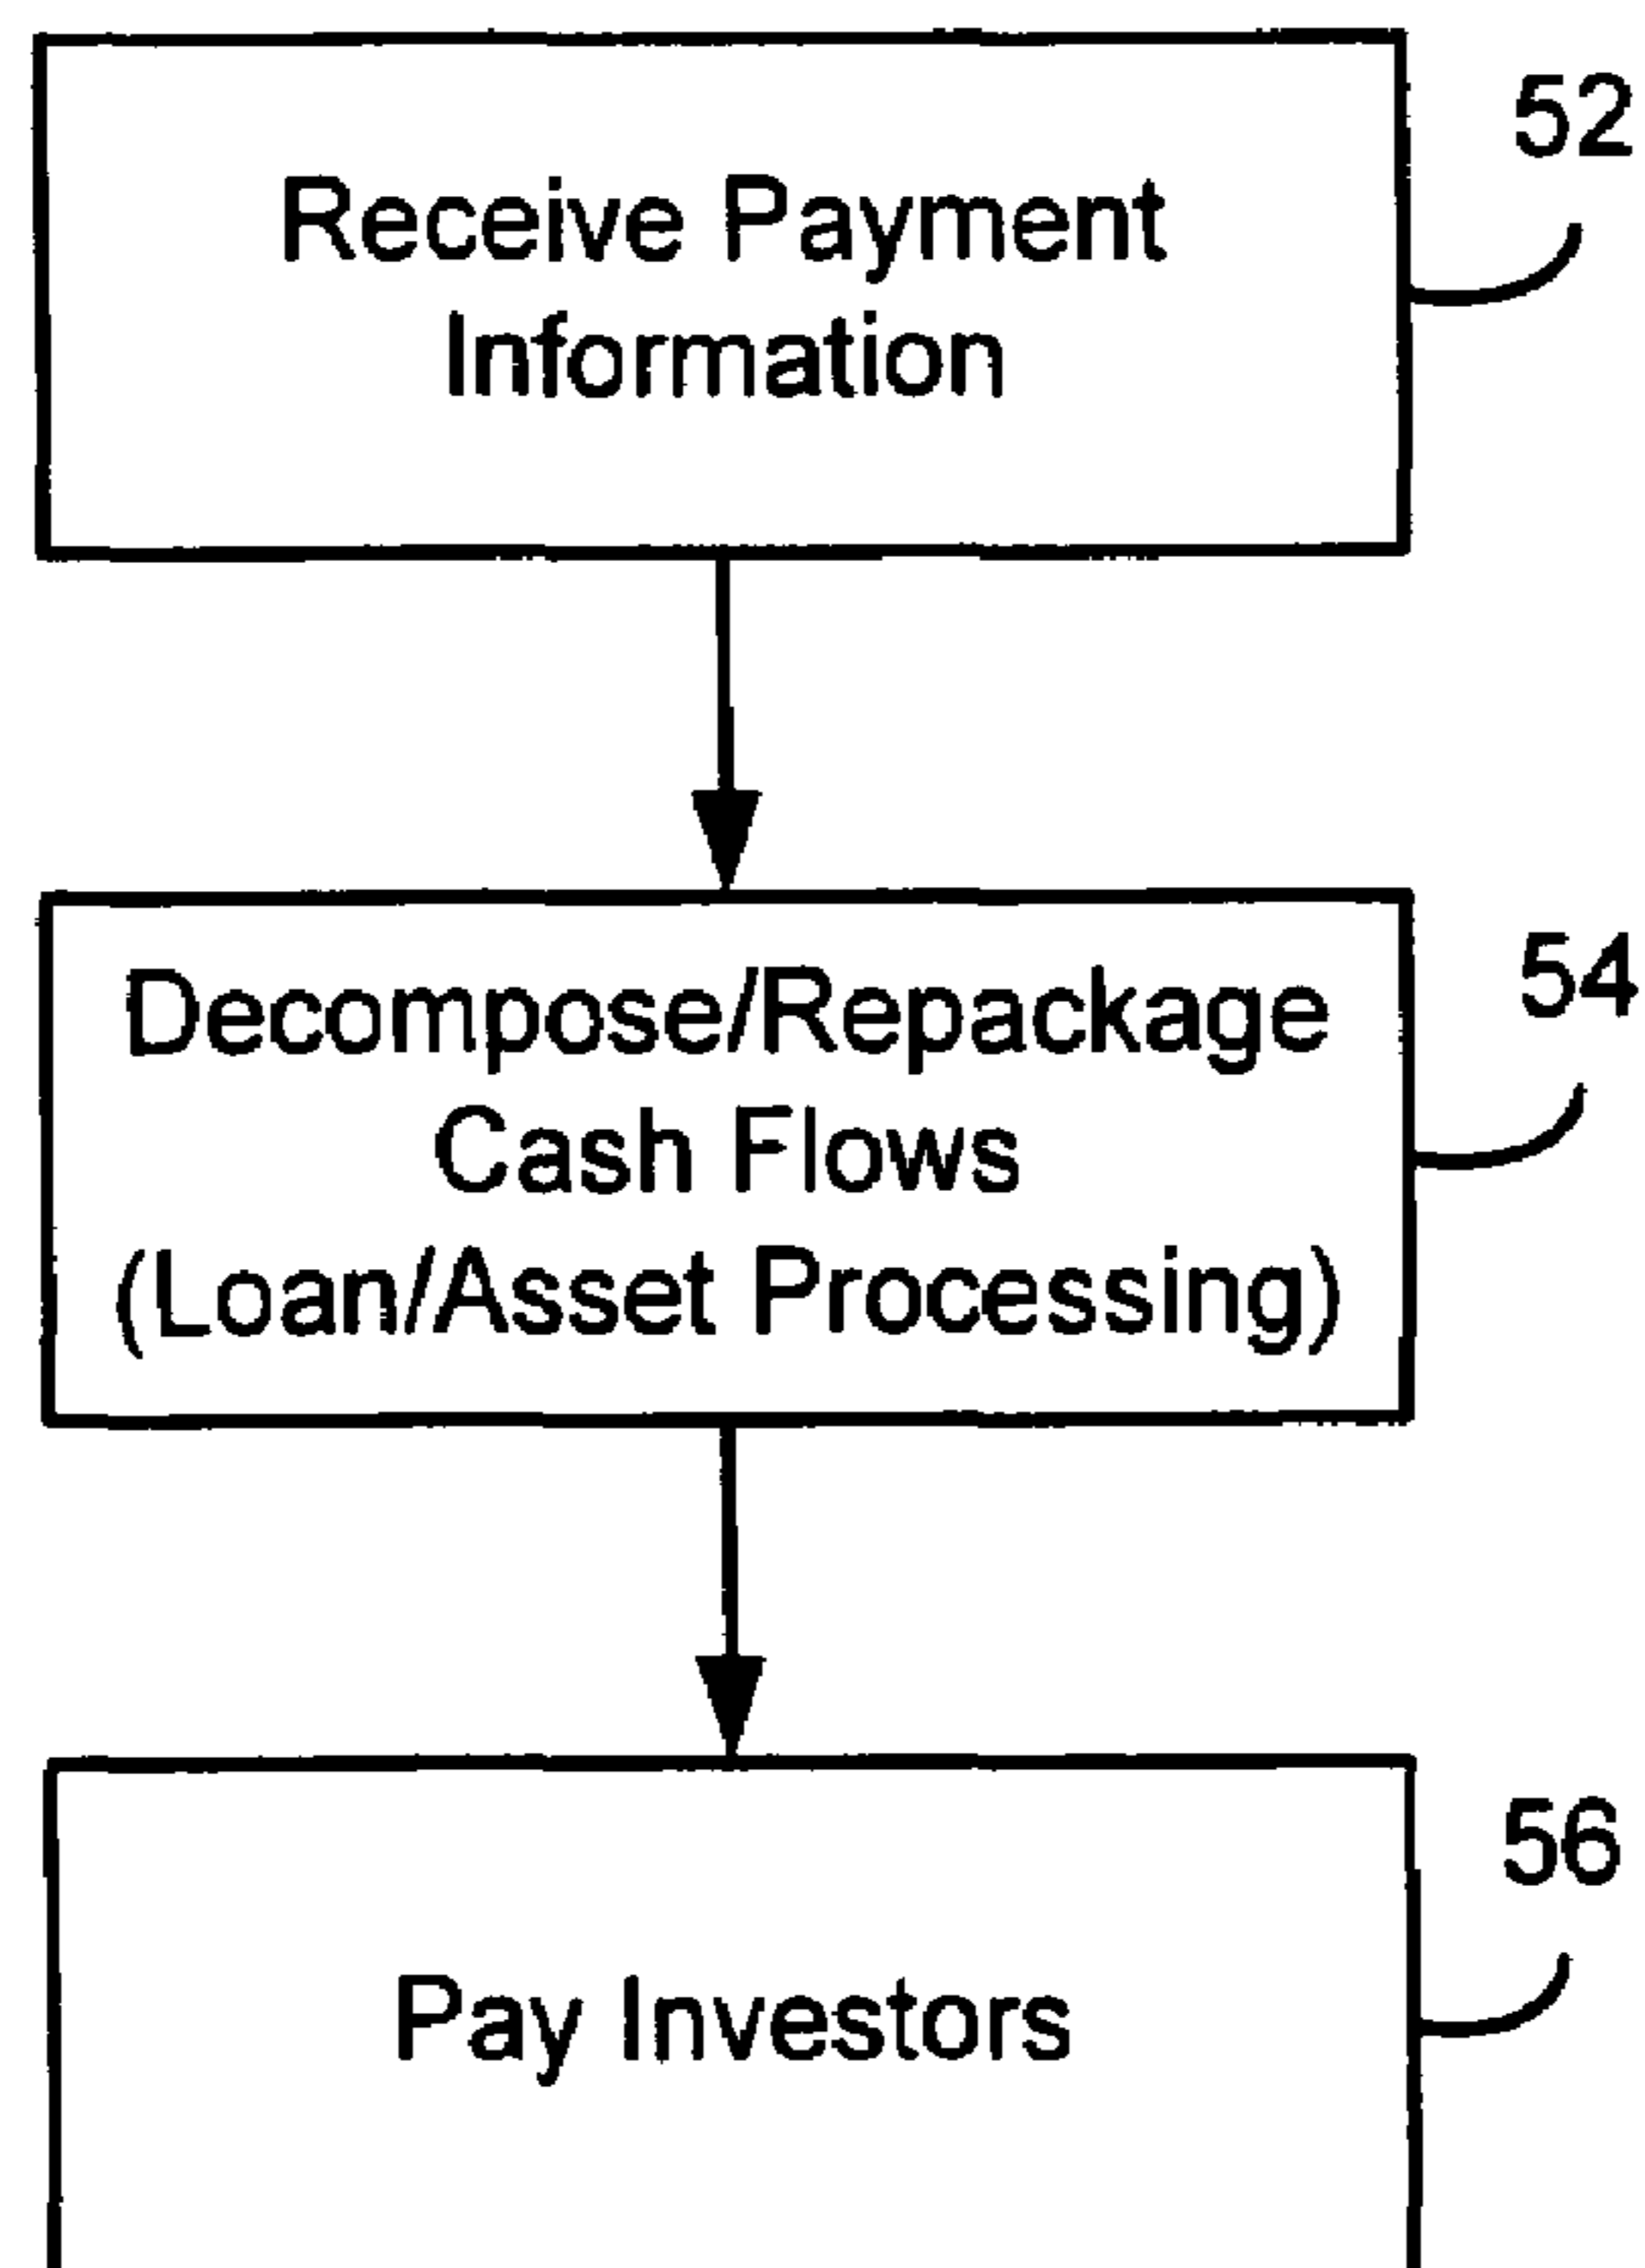 52
Receive Payment
Information
54
Decompose/Repackage
Cash Flows
(Loan/Asset Processing)
56
Pay Investors